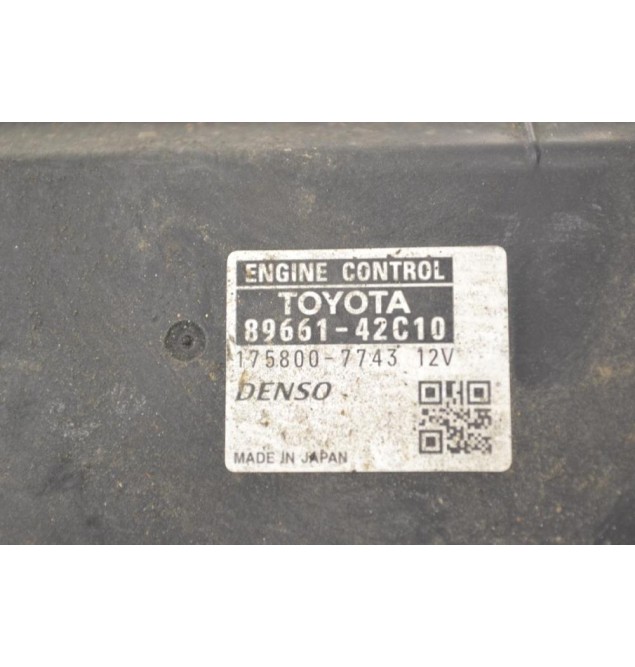 ENGINE CONTROL
TOYOTA
89661-42C10
175800-7743 12V
DENSO
MADE IN JAPAN